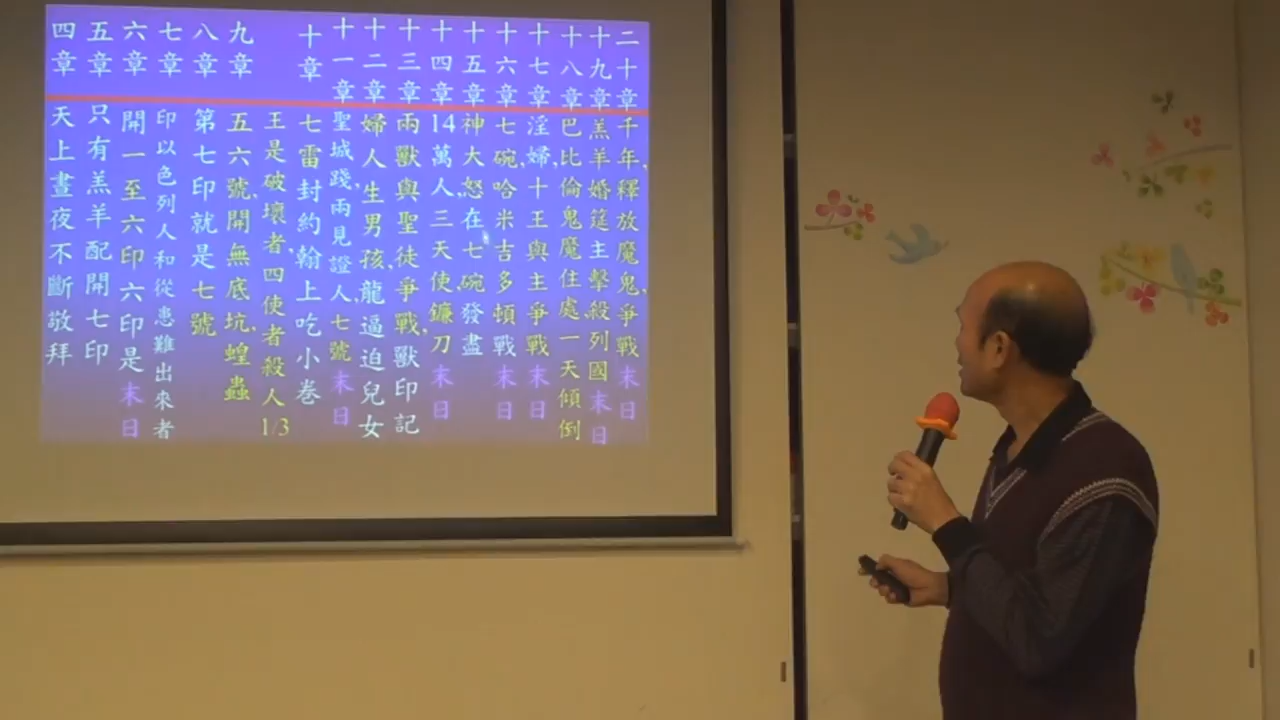 四章 天上晝夜不斷敬拜
五章 只有羔羊配開七印
六章 開一至六印六印是末日
七章 印以色列人和從患難出來者
八章 第七印就是七號
九章 五六號,開無底坑,蝗蟲
王是破壞者,四使者殺人1/3
十章 七雷封約翰上吃小卷
十一章 聖城踐,兩見證人七號末日
十二章 婦人生男孩,龍逼迫兒女
十三章 兩獸與聖徒爭戰,獸印記
十四章 14萬人三天使鐮刀末日
十五章 神大怒在七碗發盡
十六章 七碗哈米吉多頓戰末日
十七章 淫婦,十王與主爭戰末日
十八章 巴比倫鬼魔住處一天傾倒
十九章 羔羊婚筵主擊殺列國末日
二十章 千年,釋放魔鬼,爭戰末日